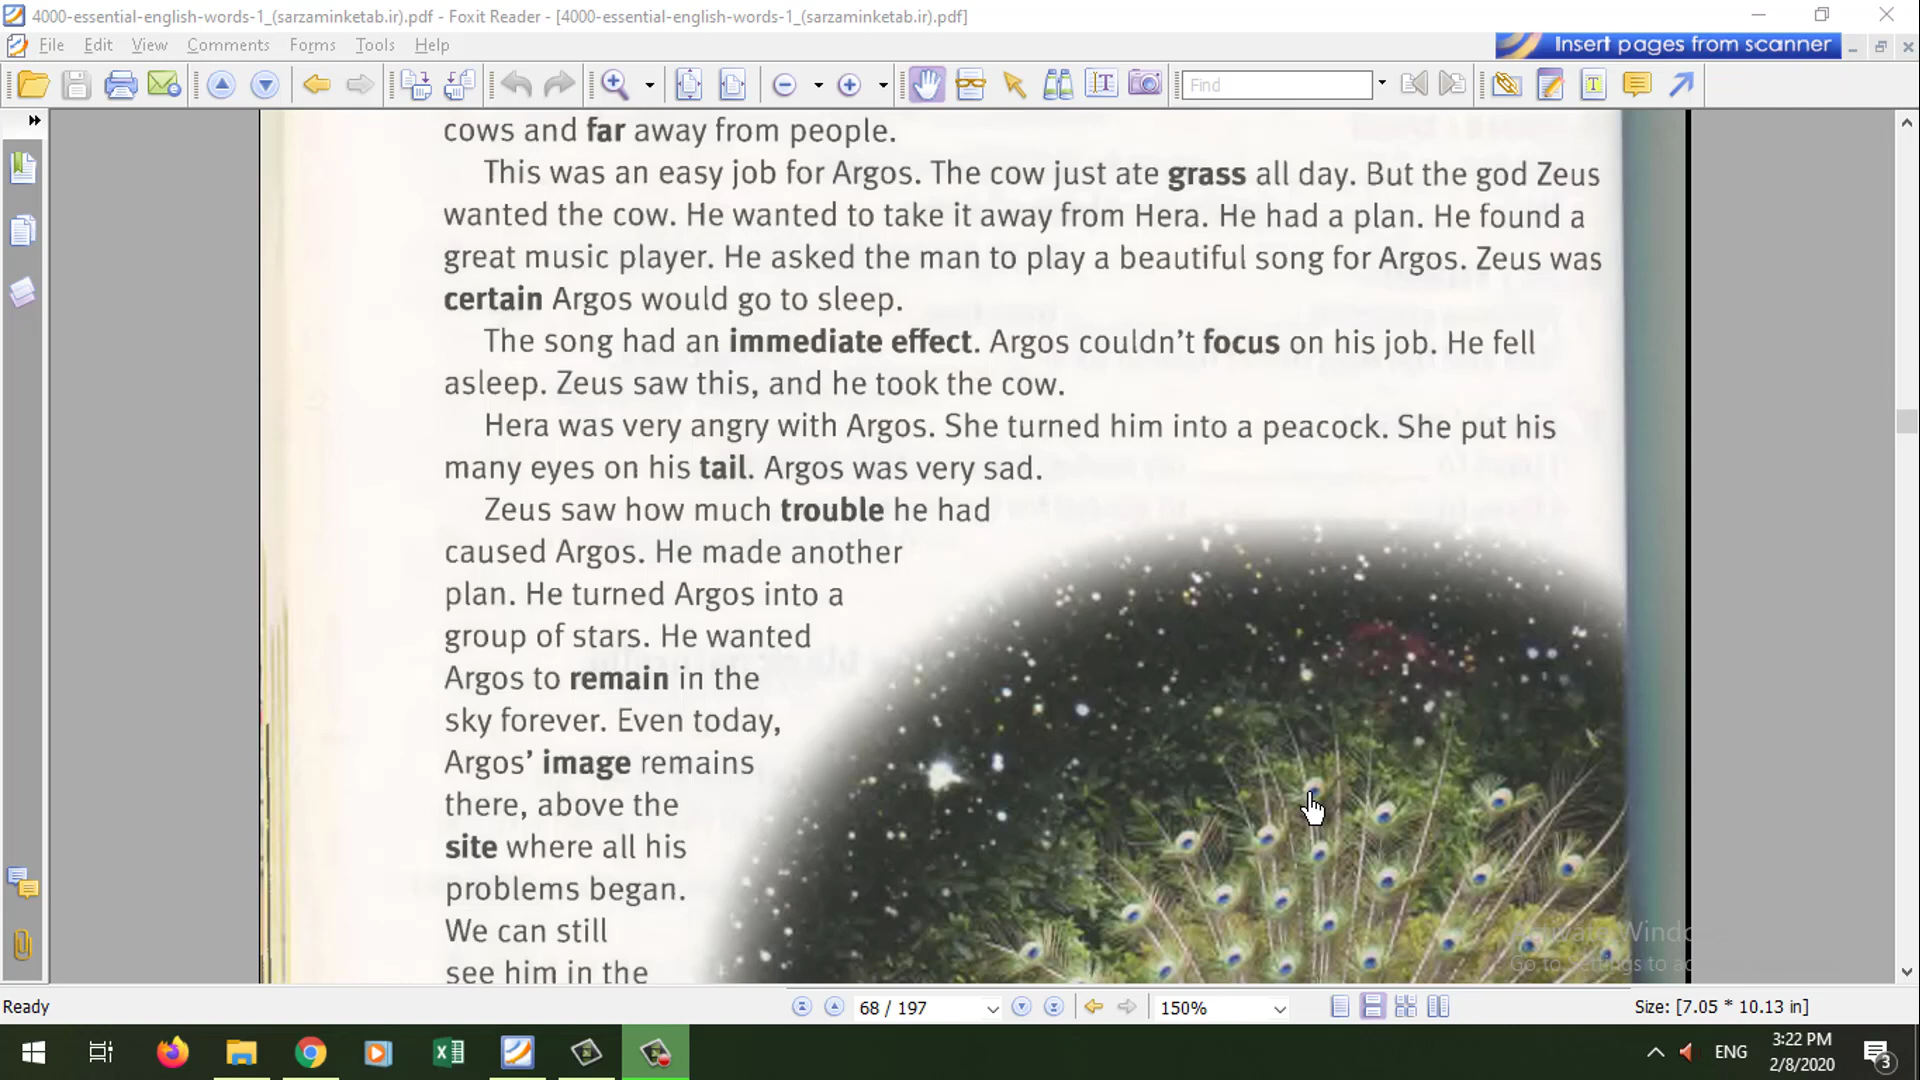 4000-essential-english-words-1_(sarzaminketab.ir).pdf - Foxit Reader - [4000-essential-english-words-1_(sarzaminketab.ir).pdf]
File Edit View Comments Forms Tools Help
Insert pages from scanner
Find
cows and far away from people.
This was an easy job for Argos. The cow just ate grass all day. But the god Zeus
wanted the cow. He wanted to take it away from Hera. He had a plan. He found a
great music player. He asked the man to play a beautiful song for Argos. Zeus was
certain Argos would go to sleep.
The song had an immediate effect. Argos couldn't focus on his job. He fell
asleep. Zeus saw this, and he took the cow.
Hera was very angry with Argos. She turned him into a peacock. She put his
many eyes on his tail. Argos was very sad.
Zeus saw how much trouble he had
caused Argos. He made another
plan. He turned Argos into a
group of stars. He wanted
Argos to remain in the
sky forever. Even today,
Argos' image remains
there, above the
site where all his
problems began.
We can still
see him in the
Activate Windo
Go to Settings to ac
Ready
68 / 197
150%
Size: [7.05 * 10.13 in]
ENG
3:22 PM
2/8/2020
3